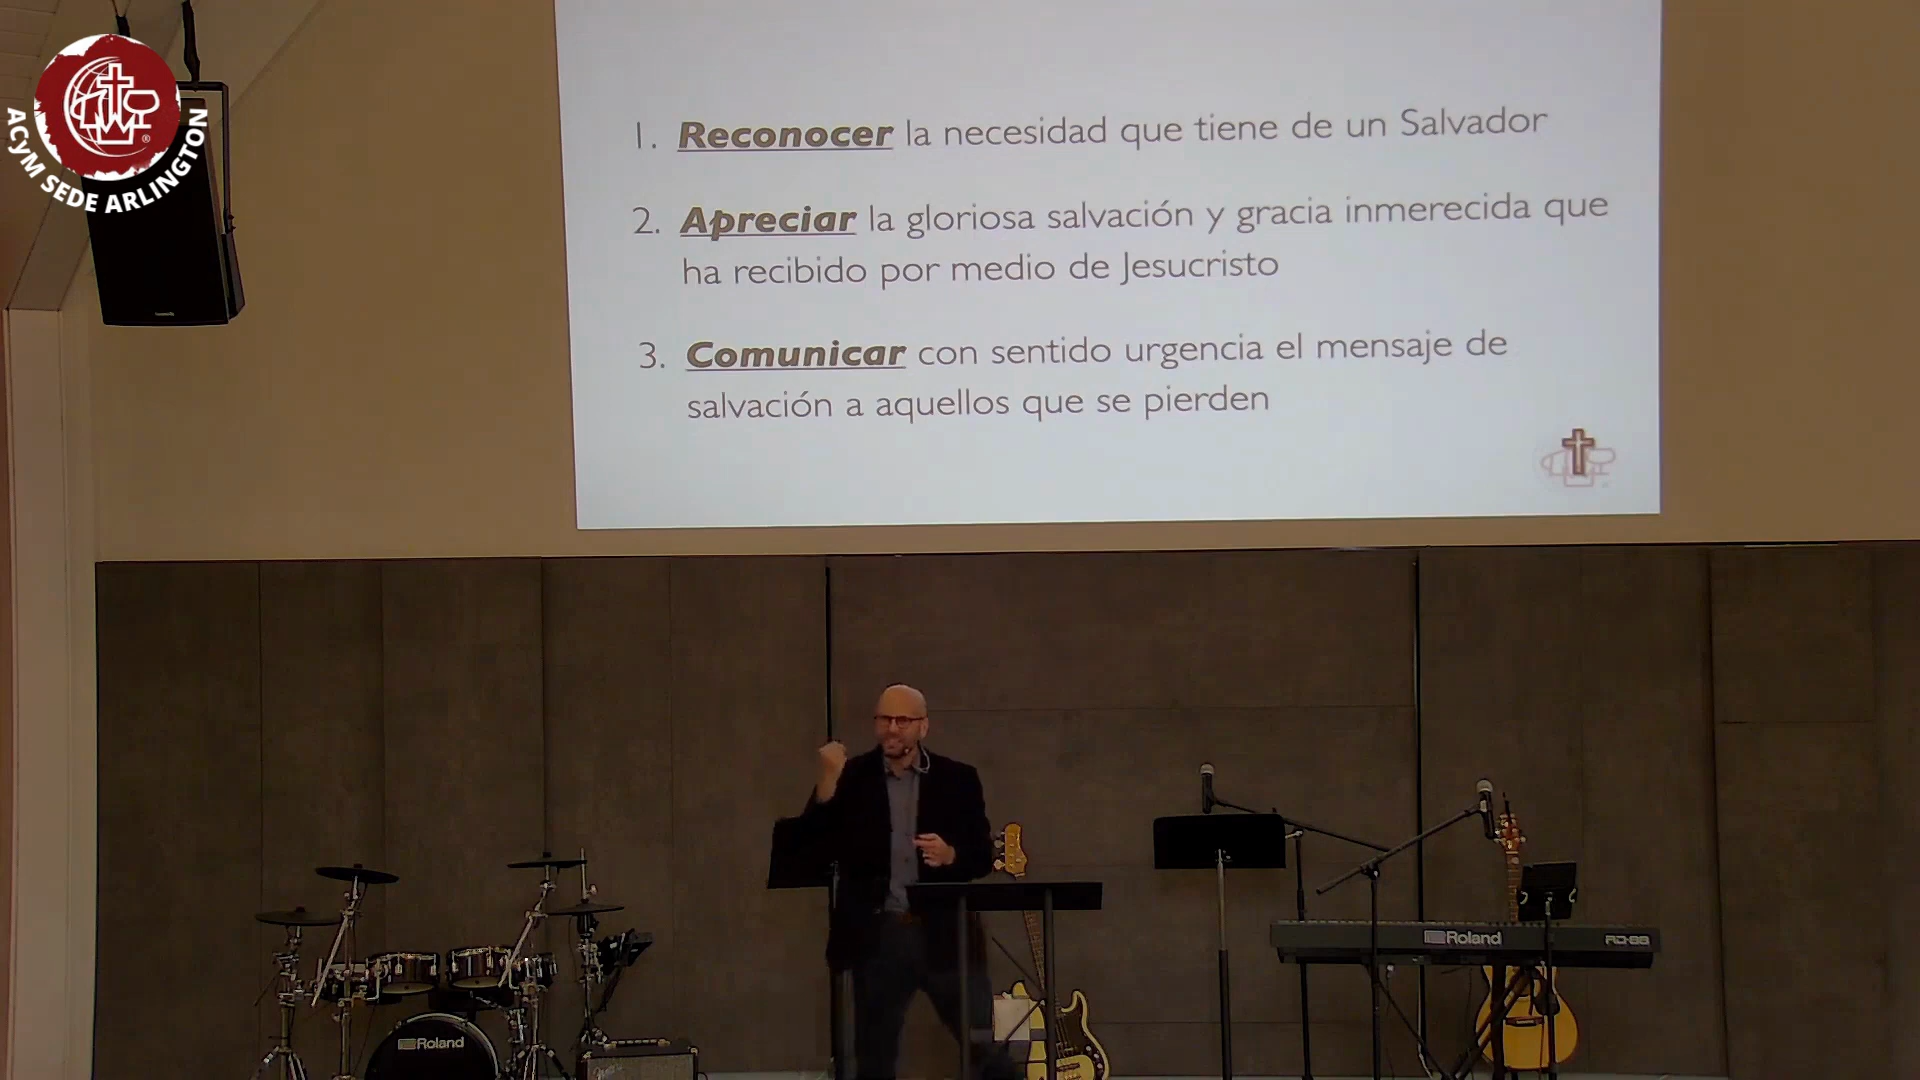 ACyM SEDE ARLINGTON
1. Reconocer la necesidad que tiene de un Salvador
2. Apreciar la gloriosa salvación y gracia inmerecida que
ha recibido por medio de Jesucristo
3. Comunicar con sentido urgencia el mensaje de
salvación a aquellos que se pierden
Roland
RD-88
Roland